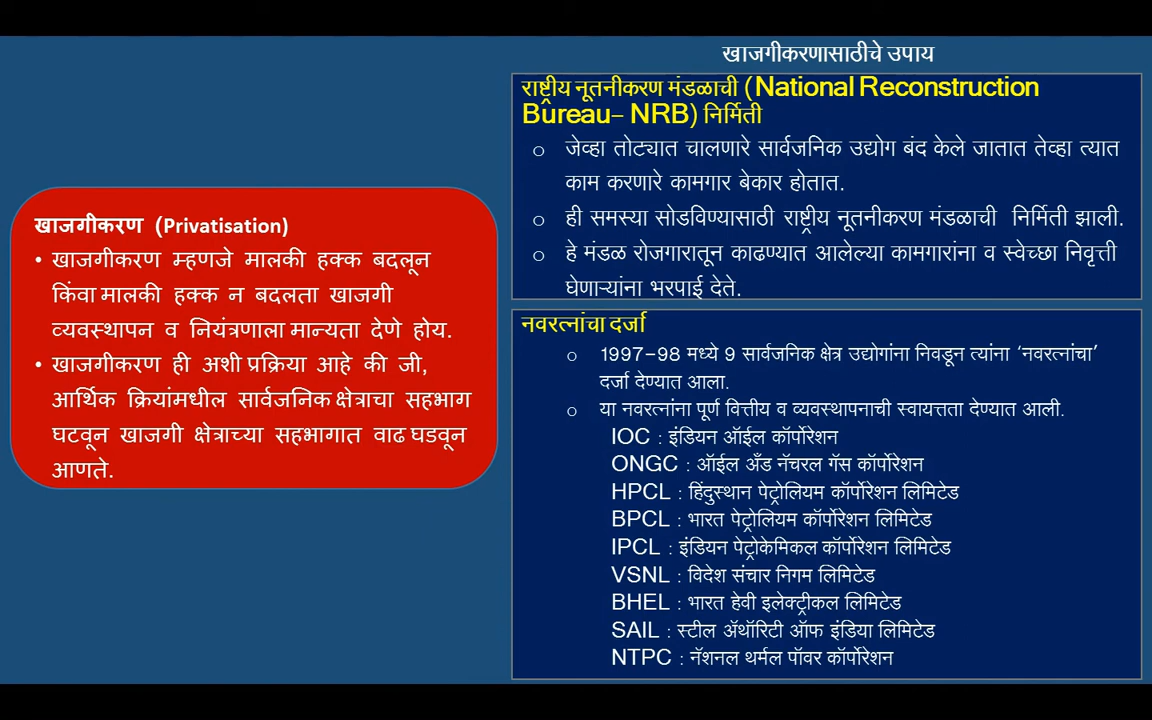 खाजगीकरणासाठीचे उपाय
खाजगीकरण (Privatisation)
• खाजगीकरण म्हणजे मालकी हक्क बदलून
किंवा मालकी हक्क न बदलता खाजगी
व्यवस्थापन व नियंत्रणाला मान्यता देणे होय.
• खाजगीकरण ही अशी प्रक्रिया आहे की जी,
आर्थिक क्रियांमधील सार्वजनिक क्षेत्राचा सहभाग
घटवून खाजगी क्षेत्राच्या सहभागात वाढ घडवून
आणते.
राष्ट्रीय नूतनीकरण मंडळाची (National Reconstruction
Bureau– NRB) निर्मिती
○ जेव्हा तोट्यात चालणारे सार्वजनिक उद्योग बंद केले जातात तेव्हा त्यात
काम करणारे कामगार बेकार होतात.
○ ही समस्या सोडविण्यासाठी राष्ट्रीय नूतनीकरण मंडळाची निर्मिती झाली.
○ हे मंडळ रोजगारातून काढण्यात आलेल्या कामगारांना व स्वेच्छा निवृत्ती
घेणाऱ्यांना भरपाई देते.
नवरत्नांचा दर्जा
○ 1997–98 मध्ये 9 सार्वजनिक क्षेत्र उद्योगांना निवडून त्यांना ‘नवरत्नांचा’
दर्जा देण्यात आला.
○ या नवरत्नांना पूर्ण वित्तीय व व्यवस्थापनाची स्वायत्तता देण्यात आली.
IOC : इंडियन ऑईल कॉर्पोरेशन
ONGC : ऑईल अँड नॅचरल गॅस कॉर्पोरेशन
HPCL : हिंदुस्थान पेट्रोलियम कॉर्पोरेशन लिमिटेड
BPCL : भारत पेट्रोलियम कॉर्पोरेशन लिमिटेड
IPCL : इंडियन पेट्रोकेमिकल कॉर्पोरेशन लिमिटेड
VSNL : विदेश संचार निगम लिमिटेड
BHEL : भारत हेवी इलेक्ट्रीकल लिमिटेड
SAIL : स्टील ॲथॉरिटी ऑफ इंडिया लिमिटेड
NTPC : नॅशनल थर्मल पॉवर कॉर्पोरेशन